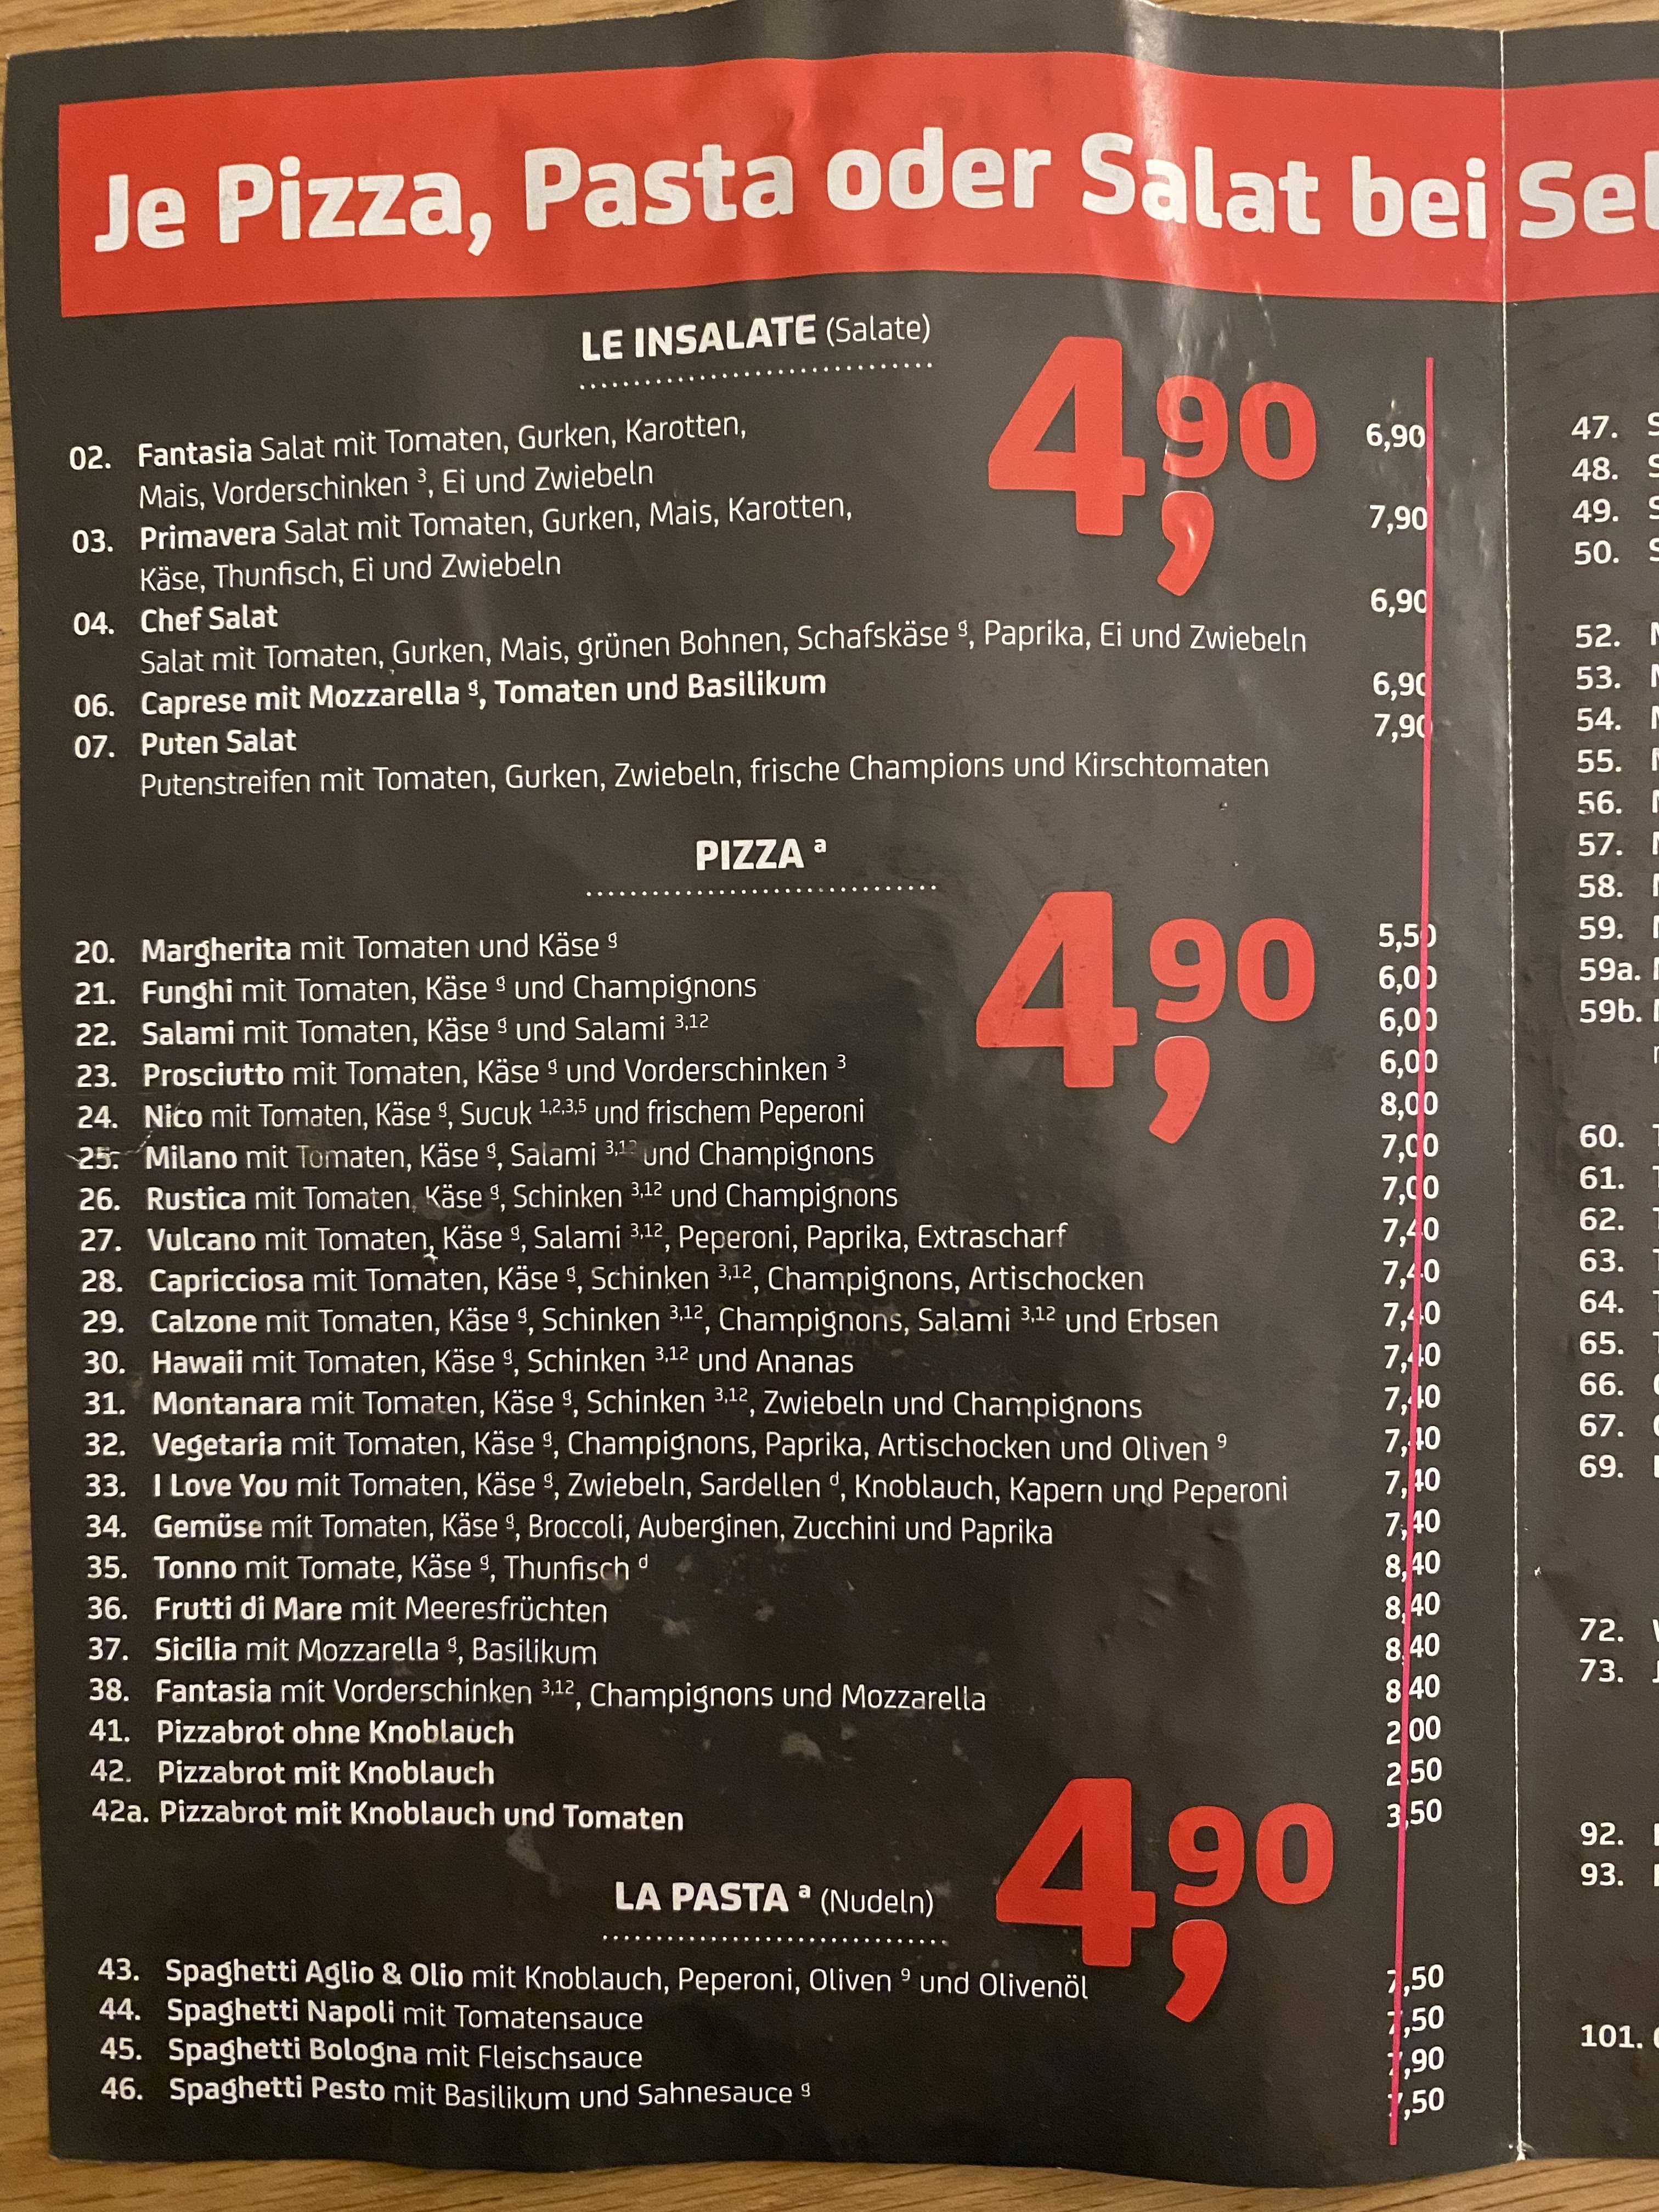 Je Pizza, Pasta oder Salat bei
LE INSALATE (Salate)
4,90
02. Fantasia Salat mit Tomaten, Gurken, Karotten, 6,90
Mais, Vorderschinken ³, Ei und Zwiebeln
03. Primavera Salat mit Tomaten, Gurken, Mais, Karotten, 7,90
Käse, Thunfisch, Ei und Zwiebeln
04. Chef Salat 6,90
Salat mit Tomaten, Gurken, Mais, grünen Bohnen, Schafskäse ᵍ, Paprika, Ei und Zwiebeln
06. Caprese mit Mozzarella ᵍ, Tomaten und Basilikum 6,90
07. Puten Salat 7,90
Putenstreifen mit Tomaten, Gurken, Zwiebeln, frische Champions und Kirschtomaten
PIZZA ᵃ
4,90
20. Margherita mit Tomaten und Käse ᵍ 5,50
21. Funghi mit Tomaten, Käse ᵍ und Champignons 6,00
22. Salami mit Tomaten, Käse ᵍ und Salami ³,¹² 6,00
23. Prosciutto mit Tomaten, Käse ᵍ und Vorderschinken ³ 6,00
24. Nico mit Tomaten, Käse ᵍ, Sucuk ¹,²,³,⁵ und frischem Peperoni 8,00
25. Milano mit Tomaten, Käse ᵍ, Salami ³,¹² und Champignons 7,00
26. Rustica mit Tomaten, Käse ᵍ, Schinken ³,¹² und Champignons 7,00
27. Vulcano mit Tomaten, Käse ᵍ, Salami ³,¹², Peperoni, Paprika, Extrascharf 7,40
28. Capricciosa mit Tomaten, Käse ᵍ, Schinken ³,¹², Champignons, Artischocken 7,40
29. Calzone mit Tomaten, Käse ᵍ, Schinken ³,¹², Champignons, Salami ³,¹² und Erbsen 7,40
30. Hawaii mit Tomaten, Käse ᵍ, Schinken ³,¹² und Ananas 7,40
31. Montanara mit Tomaten, Käse ᵍ, Schinken ³,¹², Zwiebeln und Champignons 7,40
32. Vegetaria mit Tomaten, Käse ᵍ, Champignons, Paprika, Artischocken und Oliven ⁹ 7,40
33. I Love You mit Tomaten, Käse ᵍ, Zwiebeln, Sardellen ᵈ, Knoblauch, Kapern und Peperoni 7,40
34. Gemüse mit Tomaten, Käse ᵍ, Broccoli, Auberginen, Zucchini und Paprika 7,40
35. Tonno mit Tomate, Käse ᵍ, Thunfisch ᵈ 8,40
36. Frutti di Mare mit Meeresfrüchten 8,40
37. Sicilia mit Mozzarella ᵍ, Basilikum 8,40
38. Fantasia mit Vorderschinken ³,¹², Champignons und Mozzarella 8,40
41. Pizzabrot ohne Knoblauch 2,00
42. Pizzabrot mit Knoblauch 2,50
42a. Pizzabrot mit Knoblauch und Tomaten 3,50
LA PASTA ᵃ (Nudeln)
4,90
43. Spaghetti Aglio & Olio mit Knoblauch, Peperoni, Oliven ⁹ und Olivenöl 7,50
44. Spaghetti Napoli mit Tomatensauce 7,50
45. Spaghetti Bologna mit Fleischsauce 7,90
46. Spaghetti Pesto mit Basilikum und Sahnesauce ᵍ 7,50
47.
48.
49.
50.
52.
53.
54.
55.
56.
57.
58.
59.
59a.
59b.
60.
61.
62.
63.
64.
65.
66.
67.
69.
72.
73.
92.
93.
101.